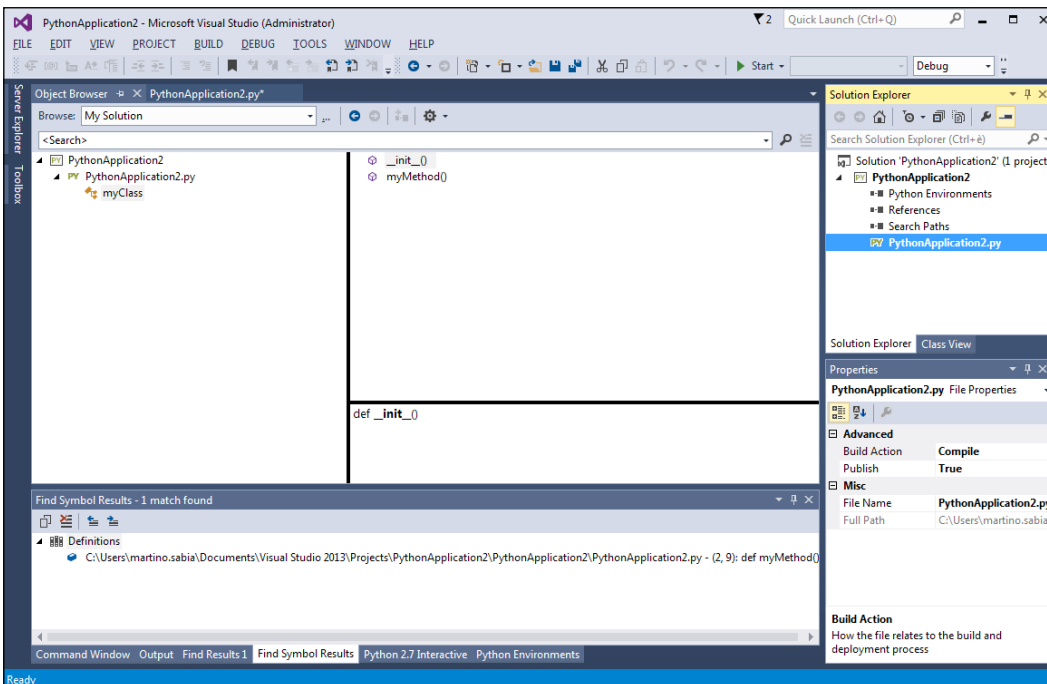 PythonApplication2 - Microsoft Visual Studio (Administrator)
2
Quick Launch (Ctrl+Q)
FILE EDIT VIEW PROJECT BUILD DEBUG TOOLS WINDOW HELP
Start
Debug
Server Explorer
Toolbox
Object Browser
PythonApplication2.py*
Browse: My Solution
<Search>
PythonApplication2
PythonApplication2.py
myClass
__init__()
myMethod()
def __init__()
Find Symbol Results - 1 match found
Definitions
C:\Users\martino.sabia\Documents\Visual Studio 2013\Projects\PythonApplication2\PythonApplication2\PythonApplication2.py - (2, 9): def myMethod()
Command Window Output Find Results 1 Find Symbol Results Python 2.7 Interactive Python Environments
Solution Explorer
Search Solution Explorer (Ctrl+è)
Solution 'PythonApplication2' (1 project
PythonApplication2
Python Environments
References
Search Paths
PythonApplication2.py
Solution Explorer Class View
Properties
PythonApplication2.py File Properties
Advanced
Build Action Compile
Publish True
Misc
File Name PythonApplication2.py
Full Path C:\Users\martino.sabia
Build Action
How the file relates to the build and
deployment process
Ready